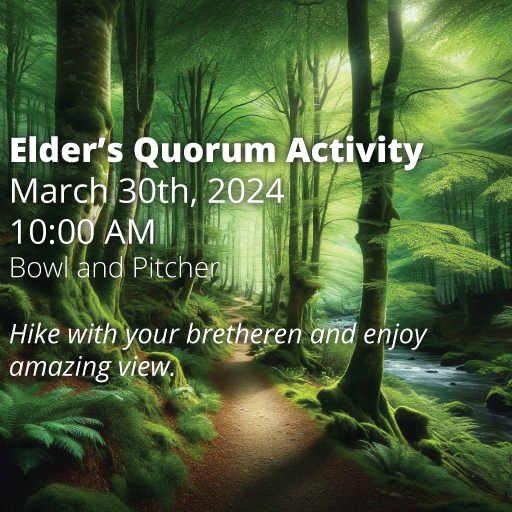 Elder’s Quorum Activity
March 30th, 2024
10:00 AM
Bowl and Pitcher
Hike with your bretheren and enjoy
amazing view.